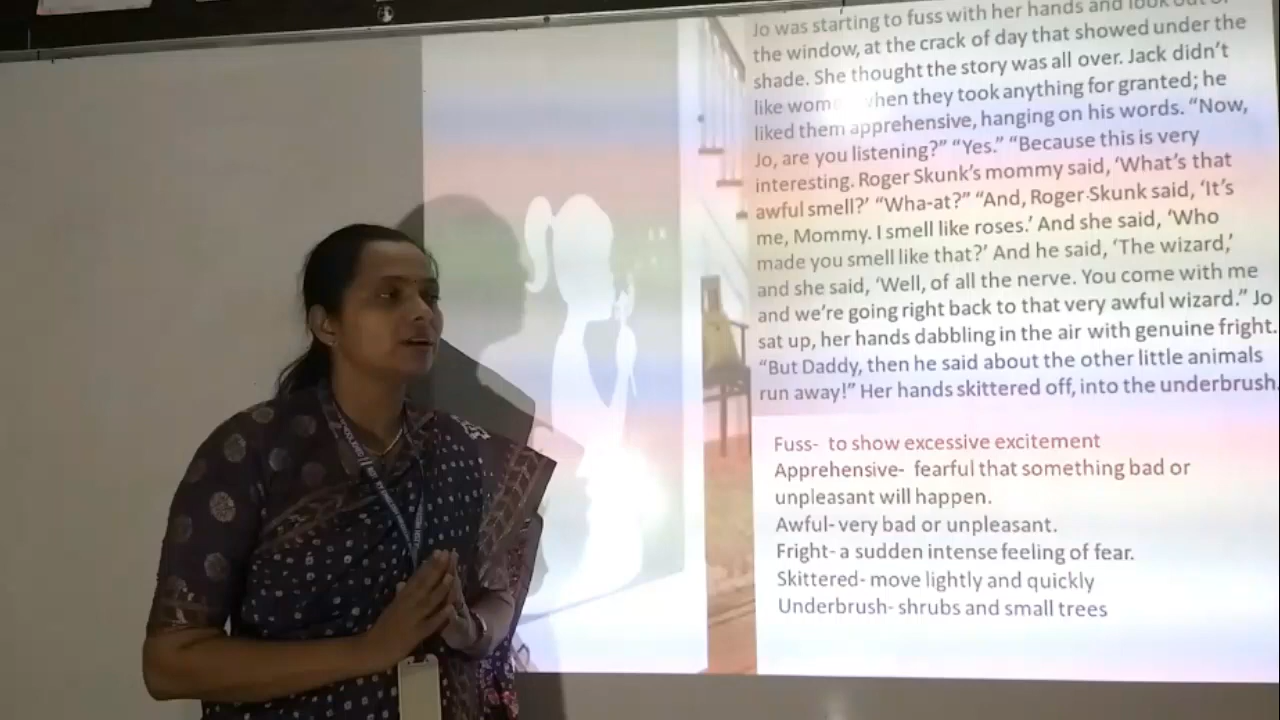 Jo was starting to fuss with her hands and look out of
the window, at the crack of day that showed under the
shade. She thought the story was all over. Jack didn't
like when they took anything for granted; he
liked them apprehensive, hanging on his words. “Now,
Jo, are you listening?” “Yes.” “Because this is very
interesting. Roger Skunk's mommy said, ‘What's that
awful smell?’ “Wha-at?” “And, Roger Skunk said, ‘It's
me, Mommy. I smell like roses.’ And she said, ‘Who
made you smell like that?’ And he said, ‘The wizard,’
and she said, ‘Well, of all the nerve. You come with me
and we're going right back to that very awful wizard.” Jo
sat up, her hands dabbling in the air with genuine fright.
“But Daddy, then he said about the other little animals
run away!” Her hands skittered off, into the underbrush.
Fuss- to show excessive excitement
Apprehensive- fearful that something bad or
unpleasant will happen.
Awful- very bad or unpleasant.
Fright- a sudden intense feeling of fear.
Skittered- move lightly and quickly
Underbrush- shrubs and small trees